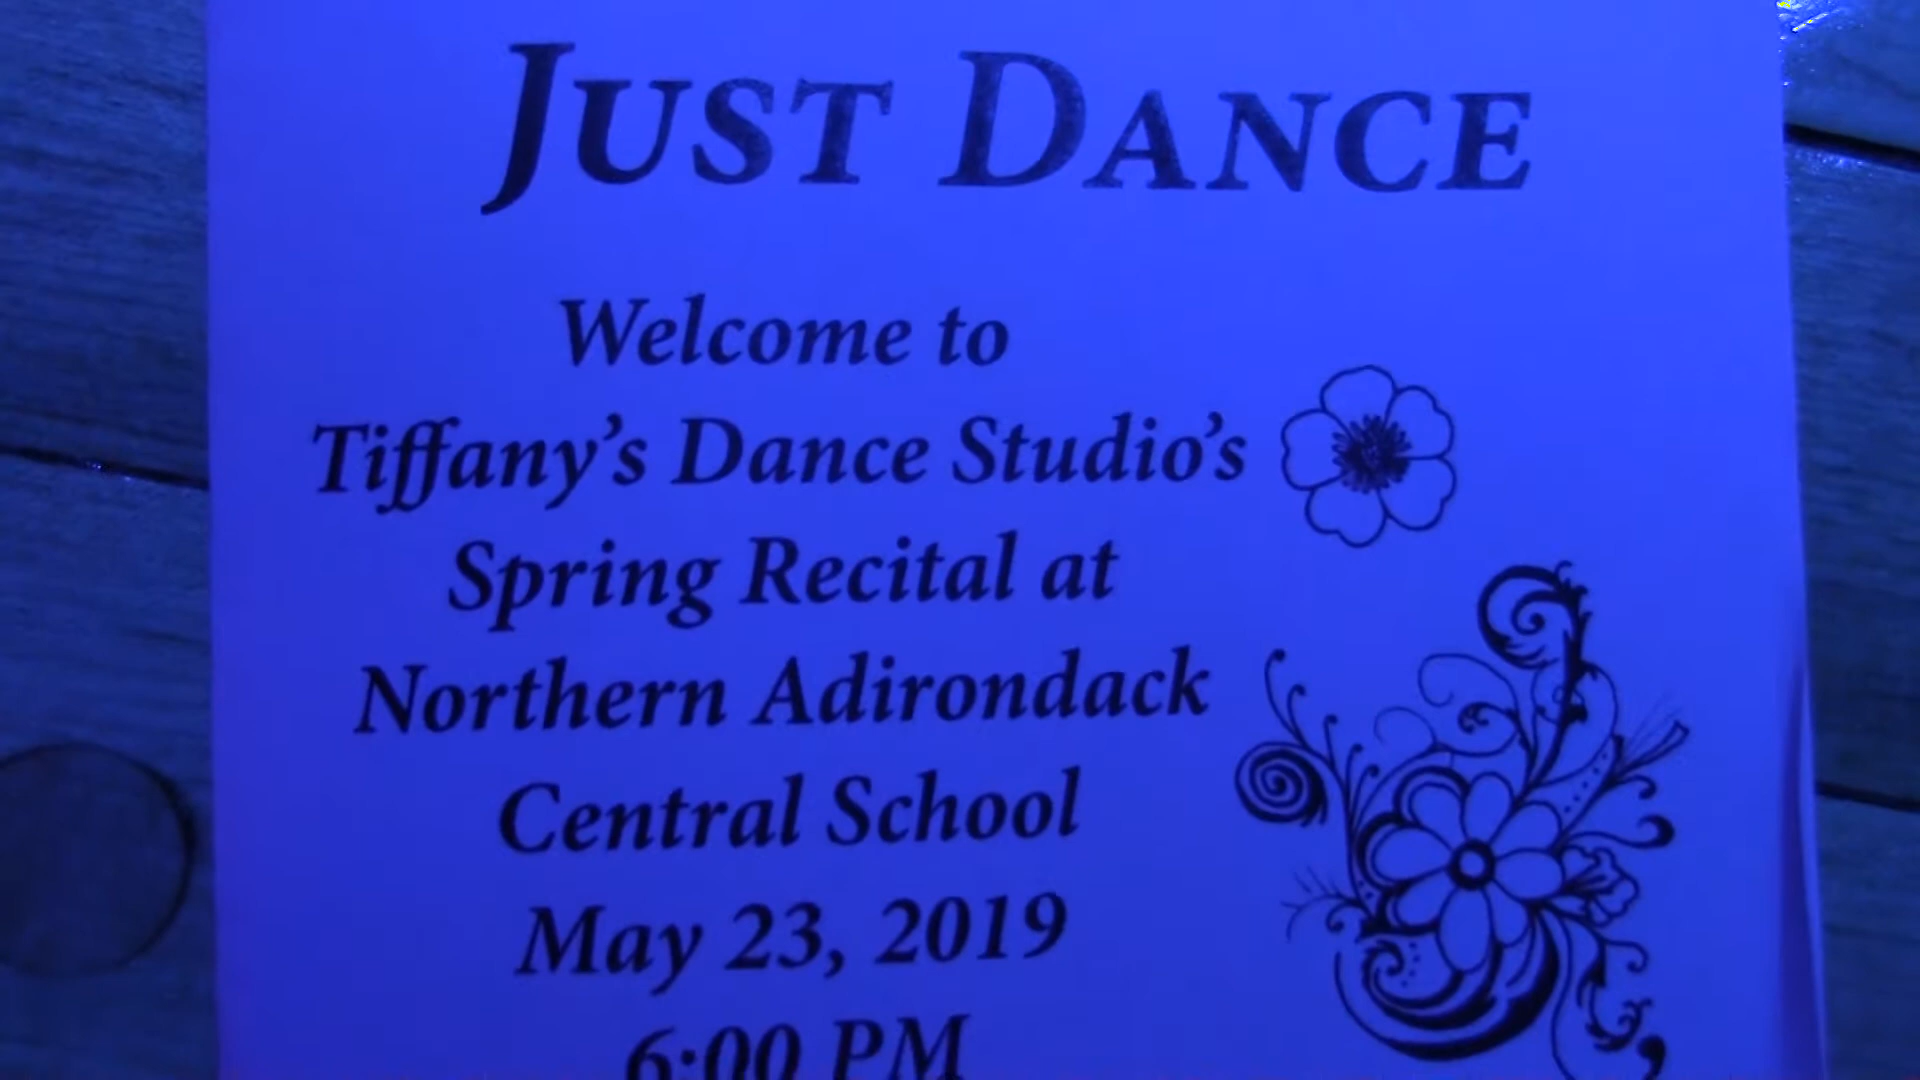 JUST DANCE
Welcome to
Tiffany's Dance Studio's
Spring Recital at
Northern Adirondack
Central School
May 23, 2019
6:00 PM